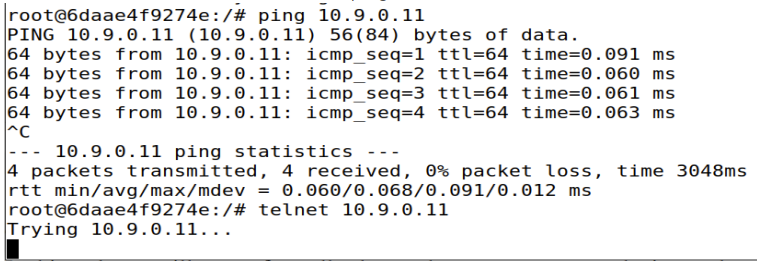 root@6daae4f9274e:/# ping 10.9.0.11
PING 10.9.0.11 (10.9.0.11) 56(84) bytes of data.
64 bytes from 10.9.0.11: icmp_seq=1 ttl=64 time=0.091 ms
64 bytes from 10.9.0.11: icmp_seq=2 ttl=64 time=0.060 ms
64 bytes from 10.9.0.11: icmp_seq=3 ttl=64 time=0.061 ms
64 bytes from 10.9.0.11: icmp_seq=4 ttl=64 time=0.063 ms
^C
--- 10.9.0.11 ping statistics ---
4 packets transmitted, 4 received, 0% packet loss, time 3048ms
rtt min/avg/max/mdev = 0.060/0.068/0.091/0.012 ms
root@6daae4f9274e:/# telnet 10.9.0.11
Trying 10.9.0.11...